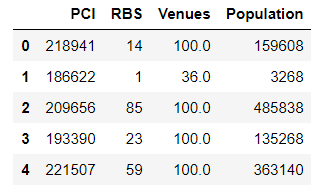 PCI RBS Venues Population
0 218941 14 100.0 159608
1 186622 1 36.0 3268
2 209656 85 100.0 485838
3 193390 23 100.0 135268
4 221507 59 100.0 363140